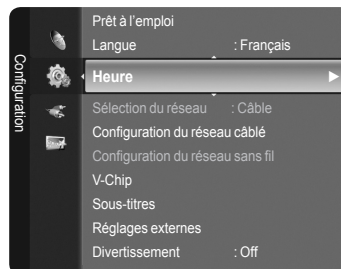 Configuration
Prêt à l'emploi
Langue : Français
Heure
Sélection du réseau : Câble
Configuration du réseau câblé
Configuration du réseau sans fil
V-Chip
Sous-titres
Réglages externes
Divertissement : Off